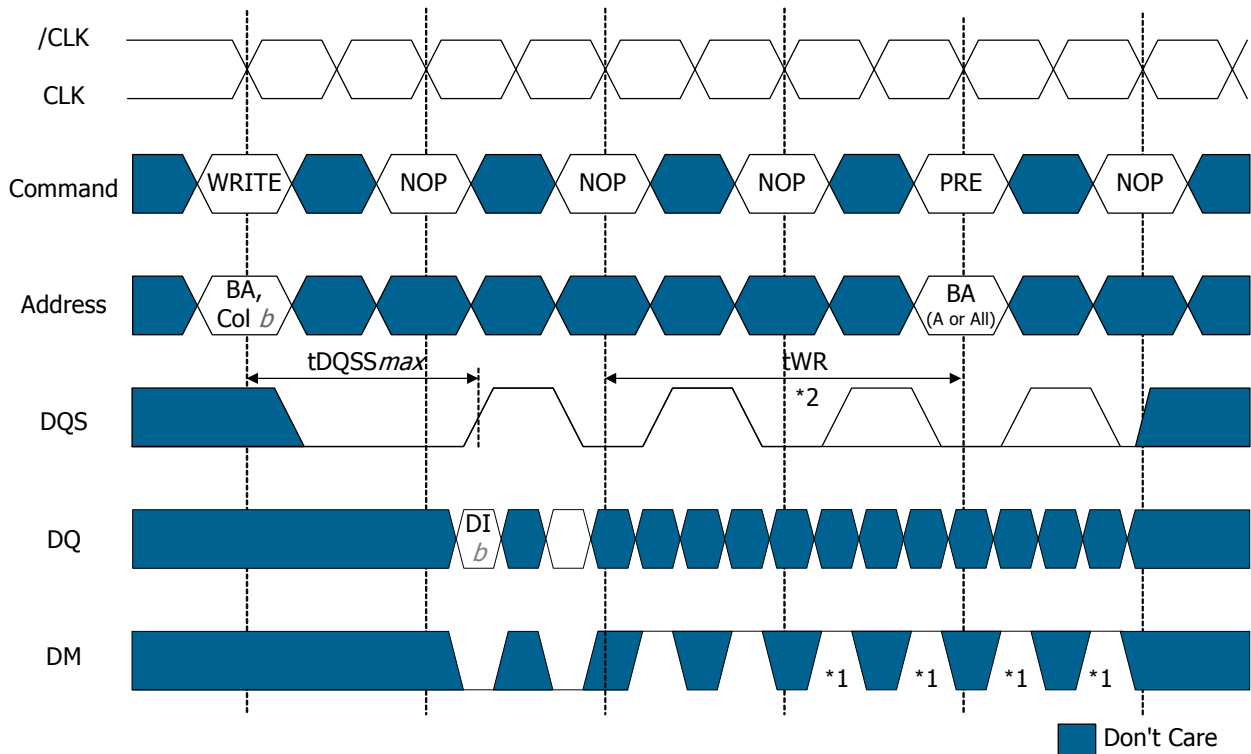 /CLK
CLK
Command
WRITE NOP NOP NOP PRE NOP
Address
BA,
Col b
BA
(A or All)
tDQSSmax
tWR
*2
DQS
DQ
DI
b
DM
*1 *1 *1 *1
Don't Care